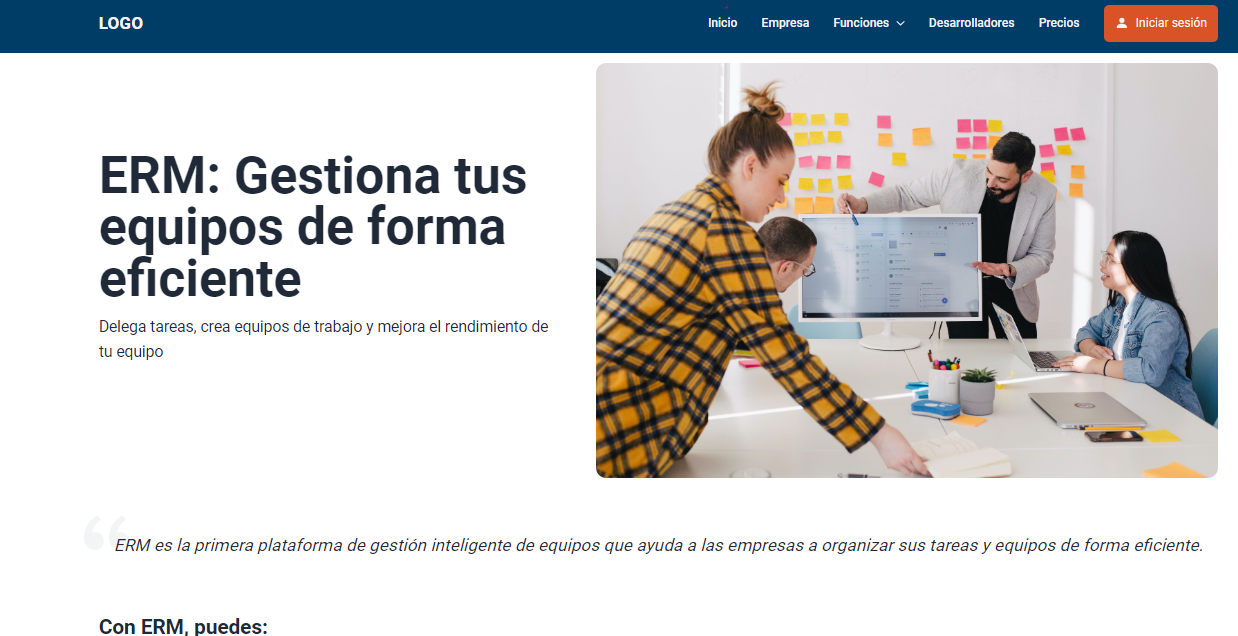 LOGO
Inicio
Empresa
Funciones
Desarrolladores
Precios
Iniciar sesión
ERM: Gestiona tus
equipos de forma
eficiente
Delega tareas, crea equipos de trabajo y mejora el rendimiento de
tu equipo
“
ERM es la primera plataforma de gestión inteligente de equipos que ayuda a las empresas a organizar sus tareas y equipos de forma eficiente.
Con ERM, puedes: